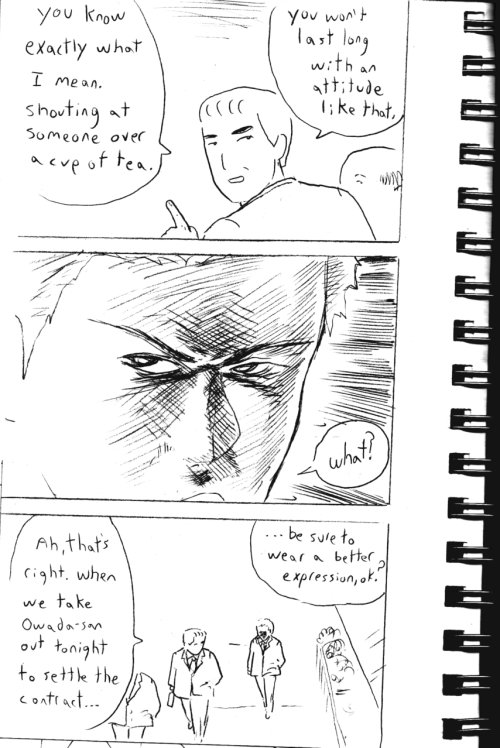 you know
exactly what
I mean.
Shouting at
someone over
a cup of tea.
you won't
last long
with an
attitude
like that.
what?
Ah, that's
right. when
we take
Owada-san
out tonight
to settle the
contract...
...be sure to
wear a better
expression, ok?